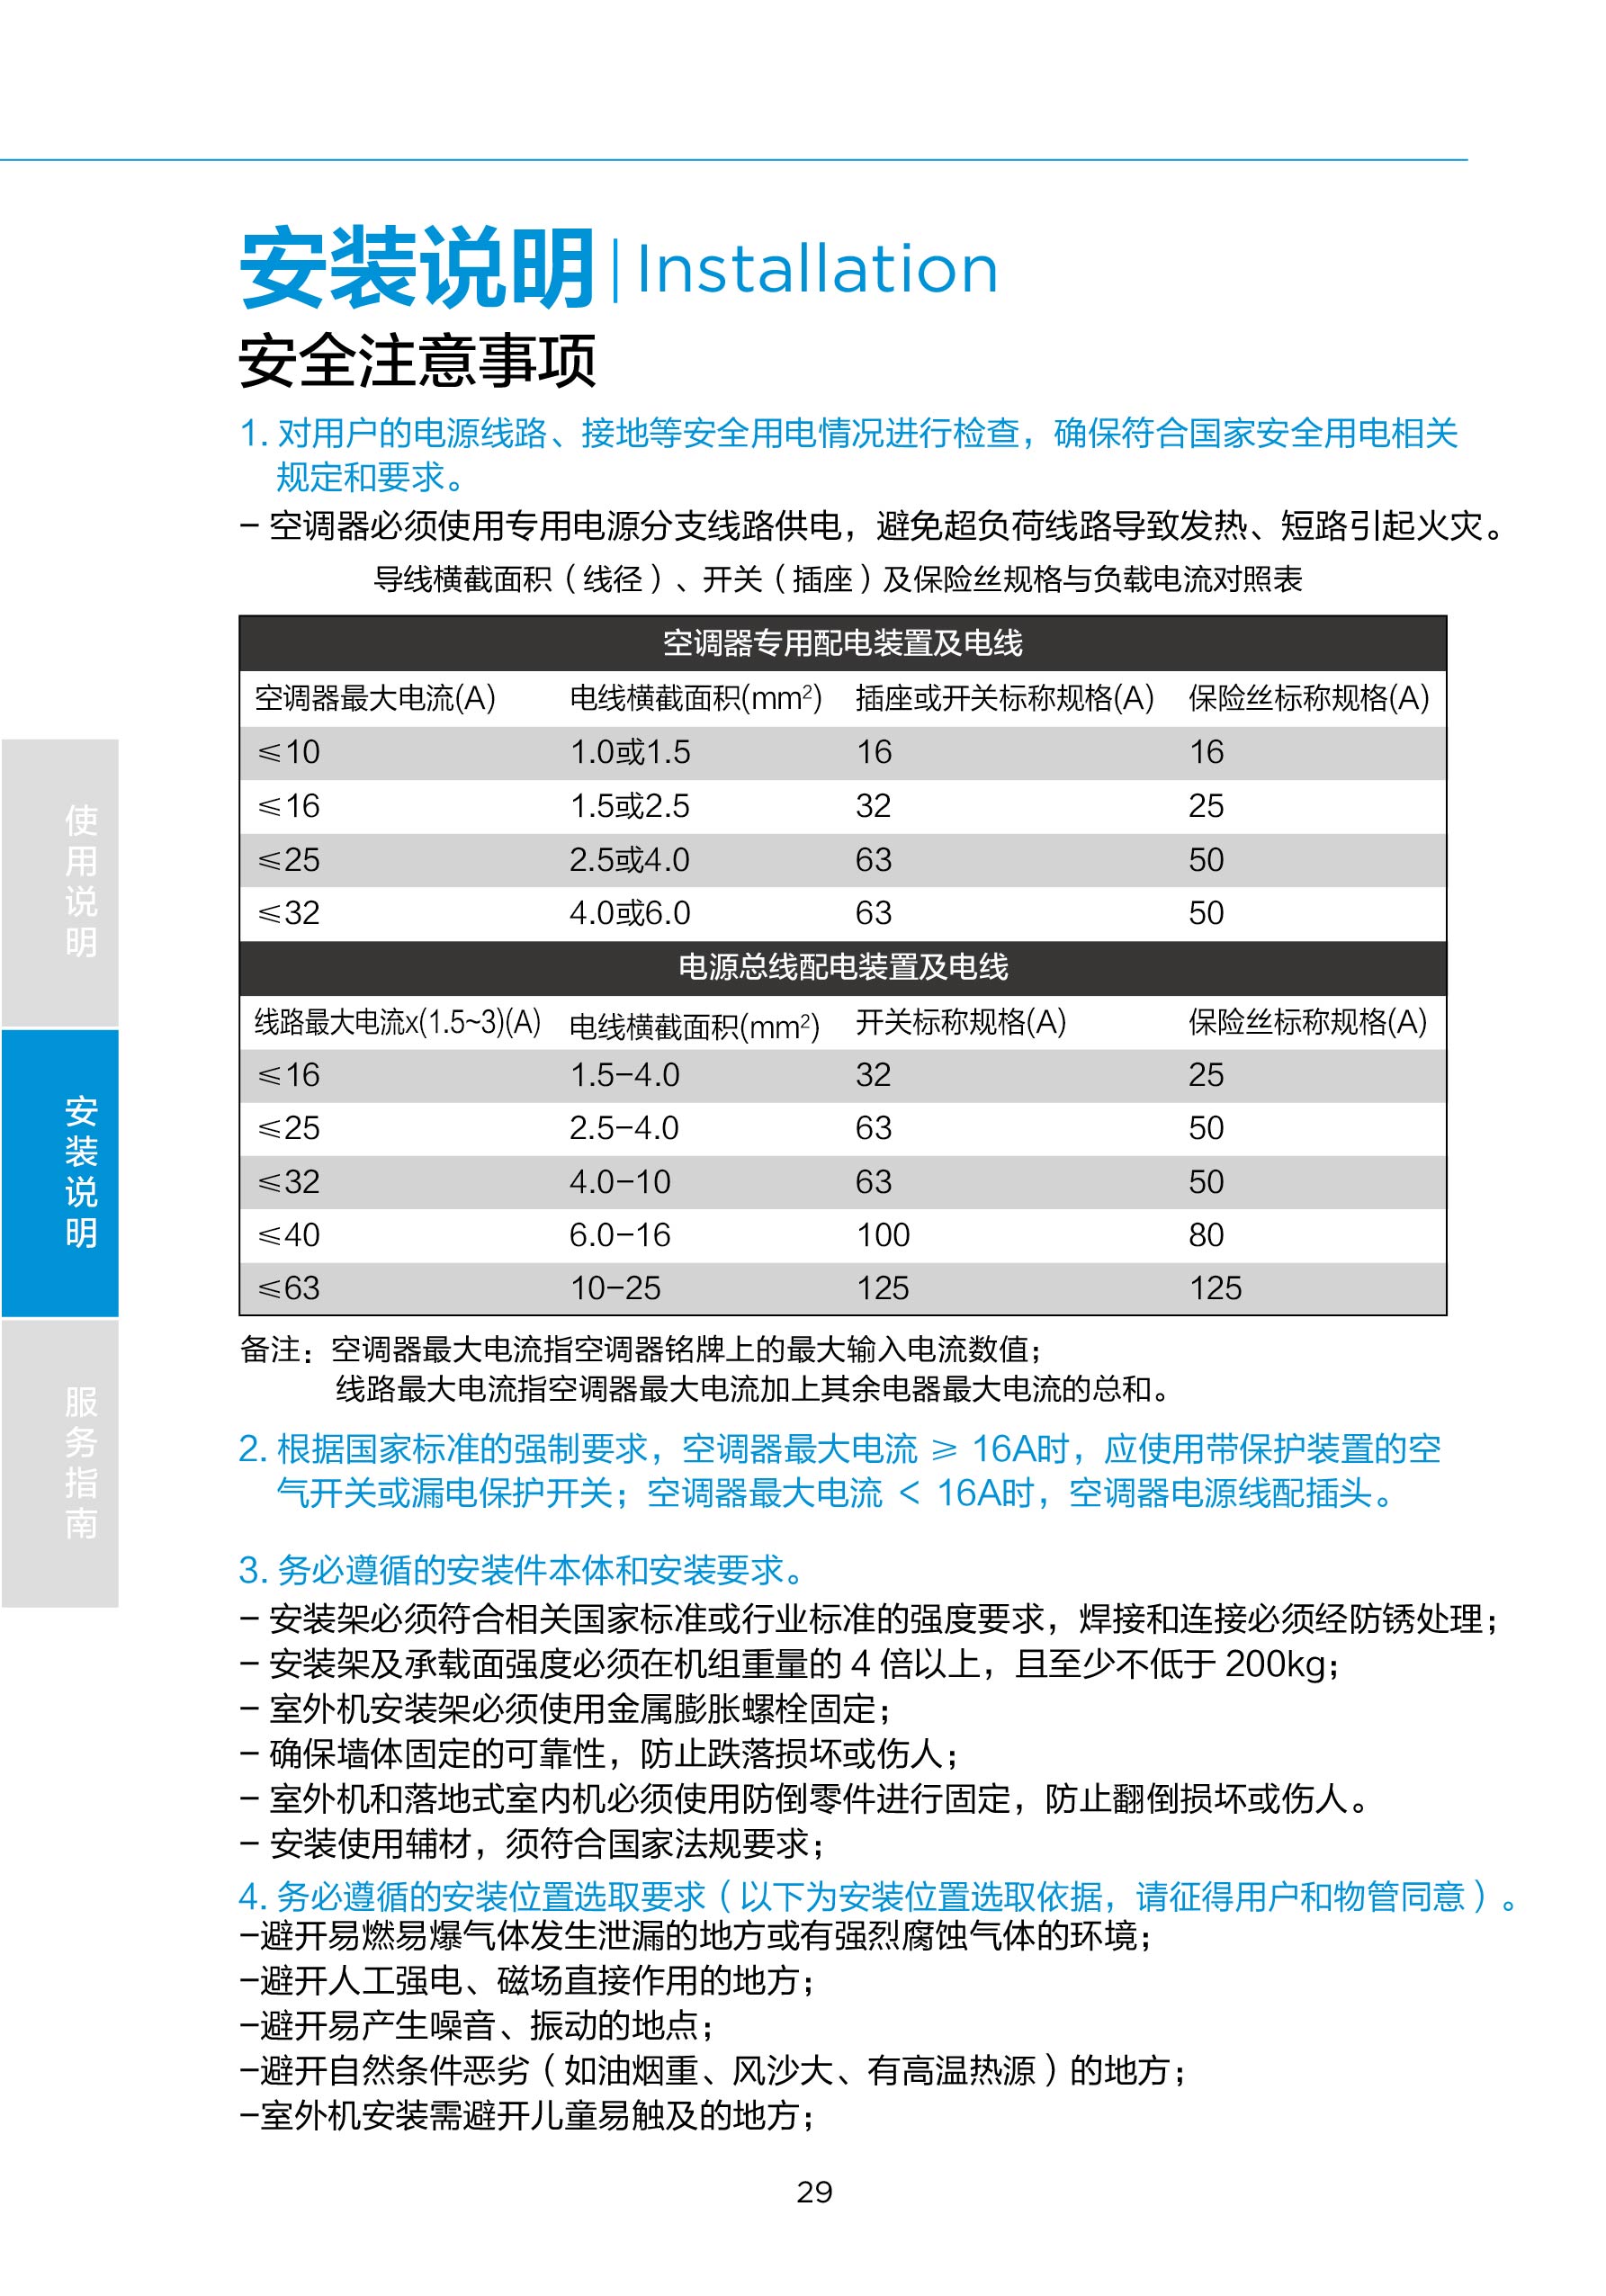 安装说明|Installation
安全注意事项
1. 对用户的电源线路、接地等安全用电情况进行检查，确保符合国家安全用电相关
规定和要求。
- 空调器必须使用专用电源分支线路供电，避免超负荷线路导致发热、短路引起火灾。
导线横截面积（线径）、开关（插座）及保险丝规格与负载电流对照表
空调器专用配电装置及电线
空调器最大电流(A) 电线横截面积(mm²) 插座或开关标称规格(A) 保险丝标称规格(A)
≤10 1.0或1.5 16 16
≤16 1.5或2.5 32 25
≤25 2.5或4.0 63 50
≤32 4.0或6.0 63 50
电源总线配电装置及电线
线路最大电流x(1.5~3)(A) 电线横截面积(mm²) 开关标称规格(A) 保险丝标称规格(A)
≤16 1.5-4.0 32 25
≤25 2.5-4.0 63 50
≤32 4.0-10 63 50
≤40 6.0-16 100 80
≤63 10-25 125 125
备注：空调器最大电流指空调器铭牌上的最大输入电流数值；
线路最大电流指空调器最大电流加上其余电器最大电流的总和。
2. 根据国家标准的强制要求，空调器最大电流 ≥ 16A时，应使用带保护装置的空
气开关或漏电保护开关；空调器最大电流 < 16A时，空调器电源线配插头。
3. 务必遵循的安装件本体和安装要求。
- 安装架必须符合相关国家标准或行业标准的强度要求，焊接和连接必须经防锈处理；
- 安装架及承载面强度必须在机组重量的 4 倍以上，且至少不低于 200kg；
- 室外机安装架必须使用金属膨胀螺栓固定；
- 确保墙体固定的可靠性，防止跌落损坏或伤人；
- 室外机和落地式室内机必须使用防倒零件进行固定，防止翻倒损坏或伤人。
- 安装使用辅材，须符合国家法规要求；
4. 务必遵循的安装位置选取要求（以下为安装位置选取依据，请征得用户和物管同意）。
-避开易燃易爆气体发生泄漏的地方或有强烈腐蚀气体的环境；
-避开人工强电、磁场直接作用的地方；
-避开易产生噪音、振动的地点；
-避开自然条件恶劣（如油烟重、风沙大、有高温热源）的地方；
-室外机安装需避开儿童易触及的地方；
使用说明
安装说明
服务指南
29